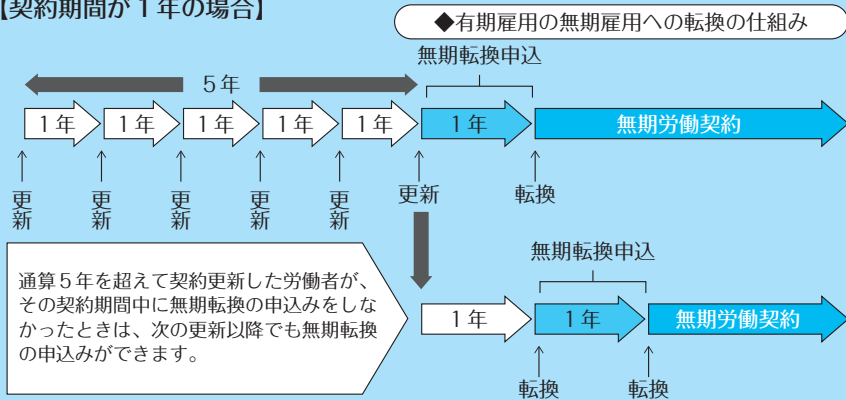 【契約期間が1年の場合】
◆有期雇用の無期雇用への転換の仕組み
無期転換申込
5年
1年 1年 1年 1年 1年 1年 無期労働契約
更新 更新 更新 更新 更新 更新 転換
通算5年を超えて契約更新した労働者が、
その契約期間中に無期転換の申込みをしな
かったときは、次の更新以降でも無期転換
の申込みができます。
無期転換申込
1年 1年 無期労働契約
転換 転換